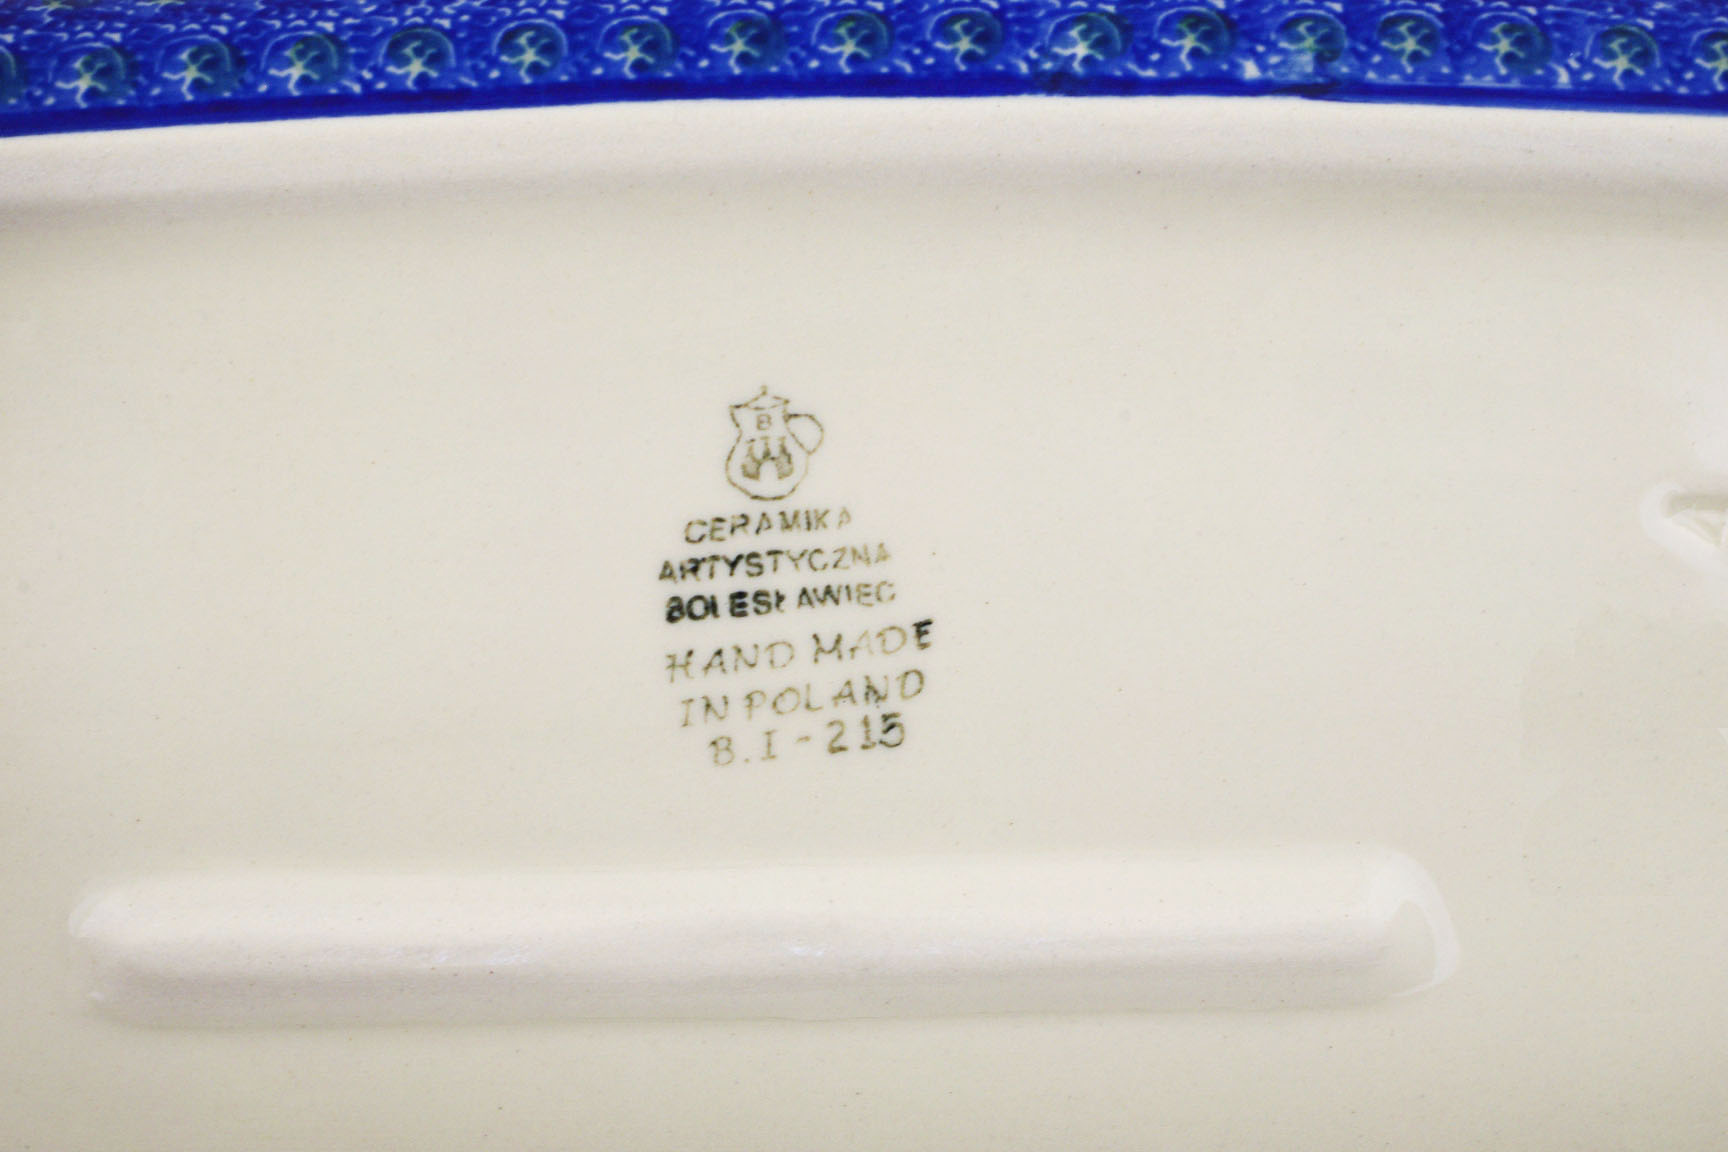 B
CERAMIKA
ARTYSTYCZNA
BOLESŁAWIEC
HAND MADE
IN POLAND
B.I-215